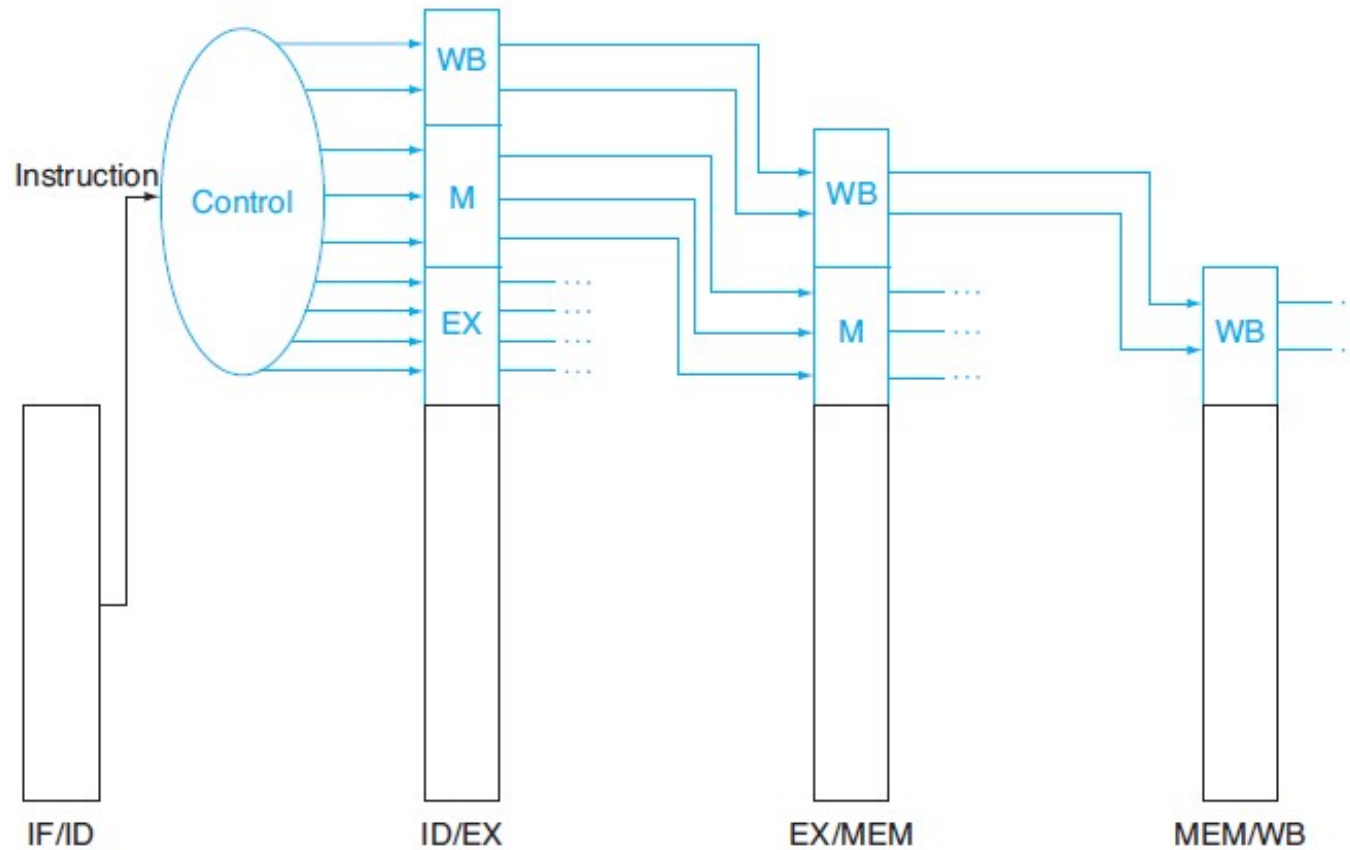 WB
Instruction
Control
M
WB
EX
M
WB
IF/ID
ID/EX
EX/MEM
MEM/WB